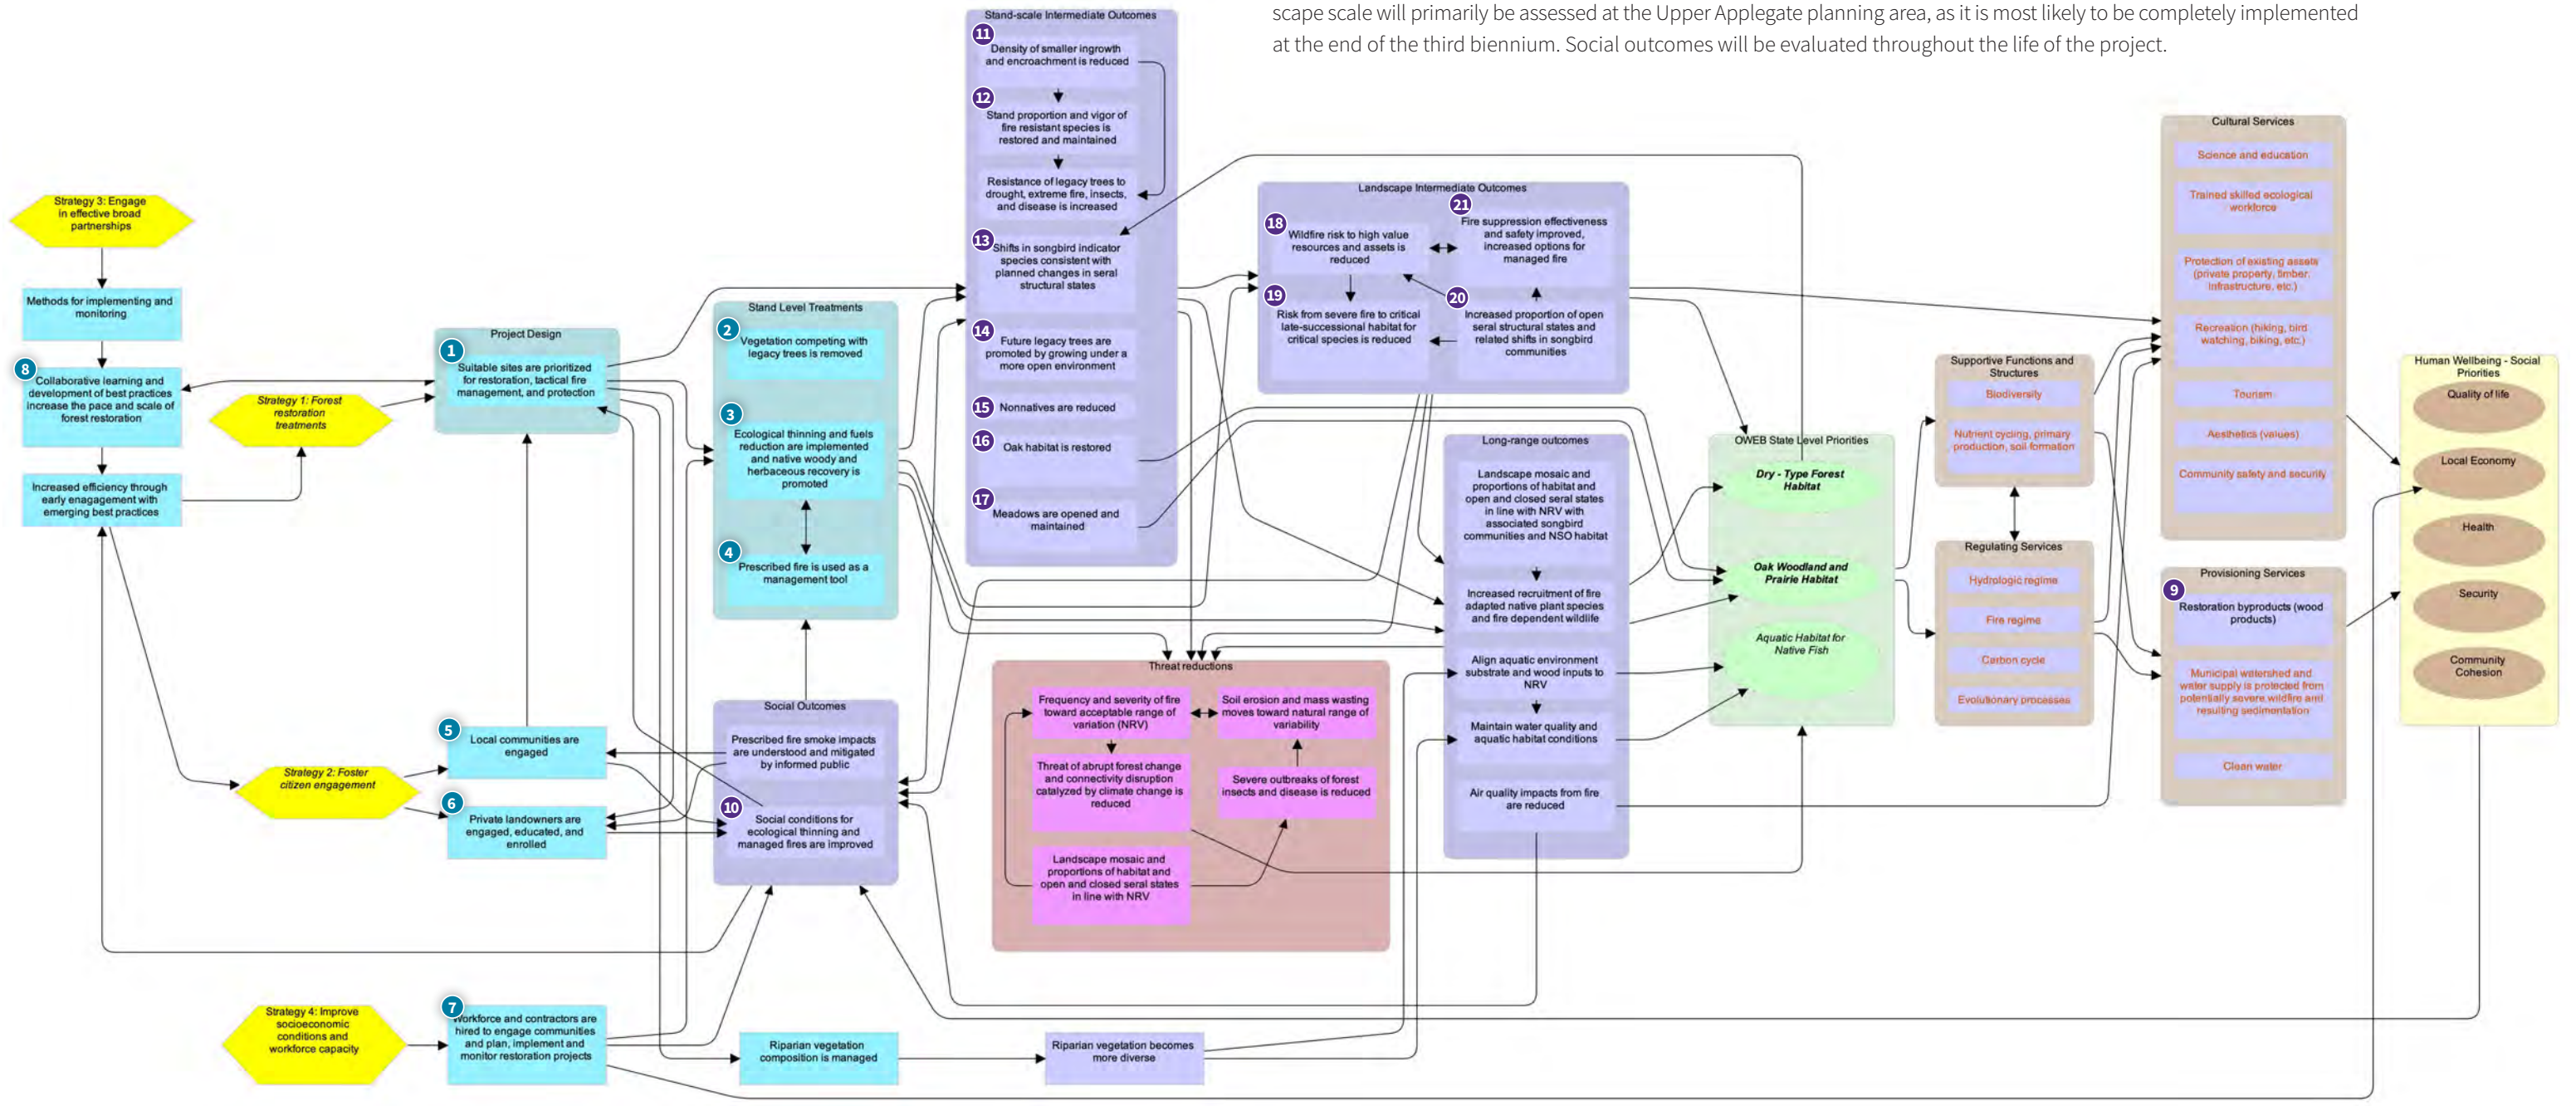 scape scale will primarily be assessed at the Upper Applegate planning area, as it is most likely to be completely implemented
at the end of the third biennium. Social outcomes will be evaluated throughout the life of the project.
Strategy 3: Engage
in effective broad
partnerships
Methods for implementing and
monitoring
8
Collaborative learning and
development of best practices
increase the pace and scale of
forest restoration
Increased efficiency through
early enagagement with
emerging best practices
Strategy 1: Forest
restoration
treatments
Strategy 2: Foster
citizen engagement
Strategy 4: Improve
socioeconomic
conditions and
workforce capacity
Project Design
1
Suitable sites are prioritized
for restoration, tactical fire
management, and protection
5
Local communities are
engaged
6
Private landowners are
engaged, educated, and
enrolled
7
Workforce and contractors are
hired to engage communities
and plan, implement and
monitor restoration projects
Stand Level Treatments
2
Vegetation competing with
legacy trees is removed
3
Ecological thinning and fuels
reduction are implemented
and native woody and
herbaceous recovery is
promoted
4
Prescribed fire is used as a
management tool
Social Outcomes
Prescribed fire smoke impacts
are understood and mitigated
by informed public
10
Social conditions for
ecological thinning and
managed fires are improved
Riparian vegetation
composition is managed
Riparian vegetation becomes
more diverse
Stand-scale Intermediate Outcomes
11
Density of smaller ingrowth
and encroachment is reduced
12
Stand proportion and vigor of
fire resistant species is
restored and maintained
Resistance of legacy trees to
drought, extreme fire, insects,
and disease is increased
13
Shifts in songbird indicator
species consistent with
planned changes in seral
structural states
14
Future legacy trees are
promoted by growing under a
more open environment
15
Nonnatives are reduced
16
Oak habitat is restored
17
Meadows are opened and
maintained
Landscape Intermediate Outcomes
18
Wildfire risk to high value
resources and assets is
reduced
21
Fire suppression effectiveness
and safety improved,
increased options for
managed fire
19
Risk from severe fire to critical
late-successional habitat for
critical species is reduced
20
Increased proportion of open
seral structural states and
related shifts in songbird
communities
Threat reductions
Frequency and severity of fire
toward acceptable range of
variation (NRV)
Soil erosion and mass wasting
moves toward natural range of
variability
Threat of abrupt forest change
and connectivity disruption
catalyzed by climate change is
reduced
Severe outbreaks of forest
insects and disease is reduced
Landscape mosaic and
proportions of habitat and
open and closed seral states
in line with NRV
Long-range outcomes
Landscape mosaic and
proportions of habitat and
open and closed seral states
in line with NRV with
associated songbird
communities and NSO habitat
Increased recruitment of fire
adapted native plant species
and fire dependent wildlife
Align aquatic environment
substrate and wood inputs to
NRV
Maintain water quality and
aquatic habitat conditions
Air quality impacts from fire
are reduced
OWEB State Level Priorities
Dry - Type Forest
Habitat
Oak Woodland and
Prairie Habitat
Aquatic Habitat for
Native Fish
Supportive Functions and
Structures
Biodiversity
Nutrient cycling, primary
production, soil formation
Regulating Services
Hydrologic regime
Fire regime
Carbon cycle
Evolutionary processes
Cultural Services
Science and education
Trained skilled ecological
workforce
Protection of existing assets
(private property, timber,
infrastructure, etc.)
Recreation (hiking, bird
watching, biking, etc.)
Tourism
Aesthetics (values)
Community safety and security
Provisioning Services
9
Restoration byproducts (wood
products)
Municipal watershed and
water supply is protected from
potentially severe wildfire and
resulting sedimentation
Clean water
Human Wellbeing - Social
Priorities
Quality of life
Local Economy
Health
Security
Community
Cohesion